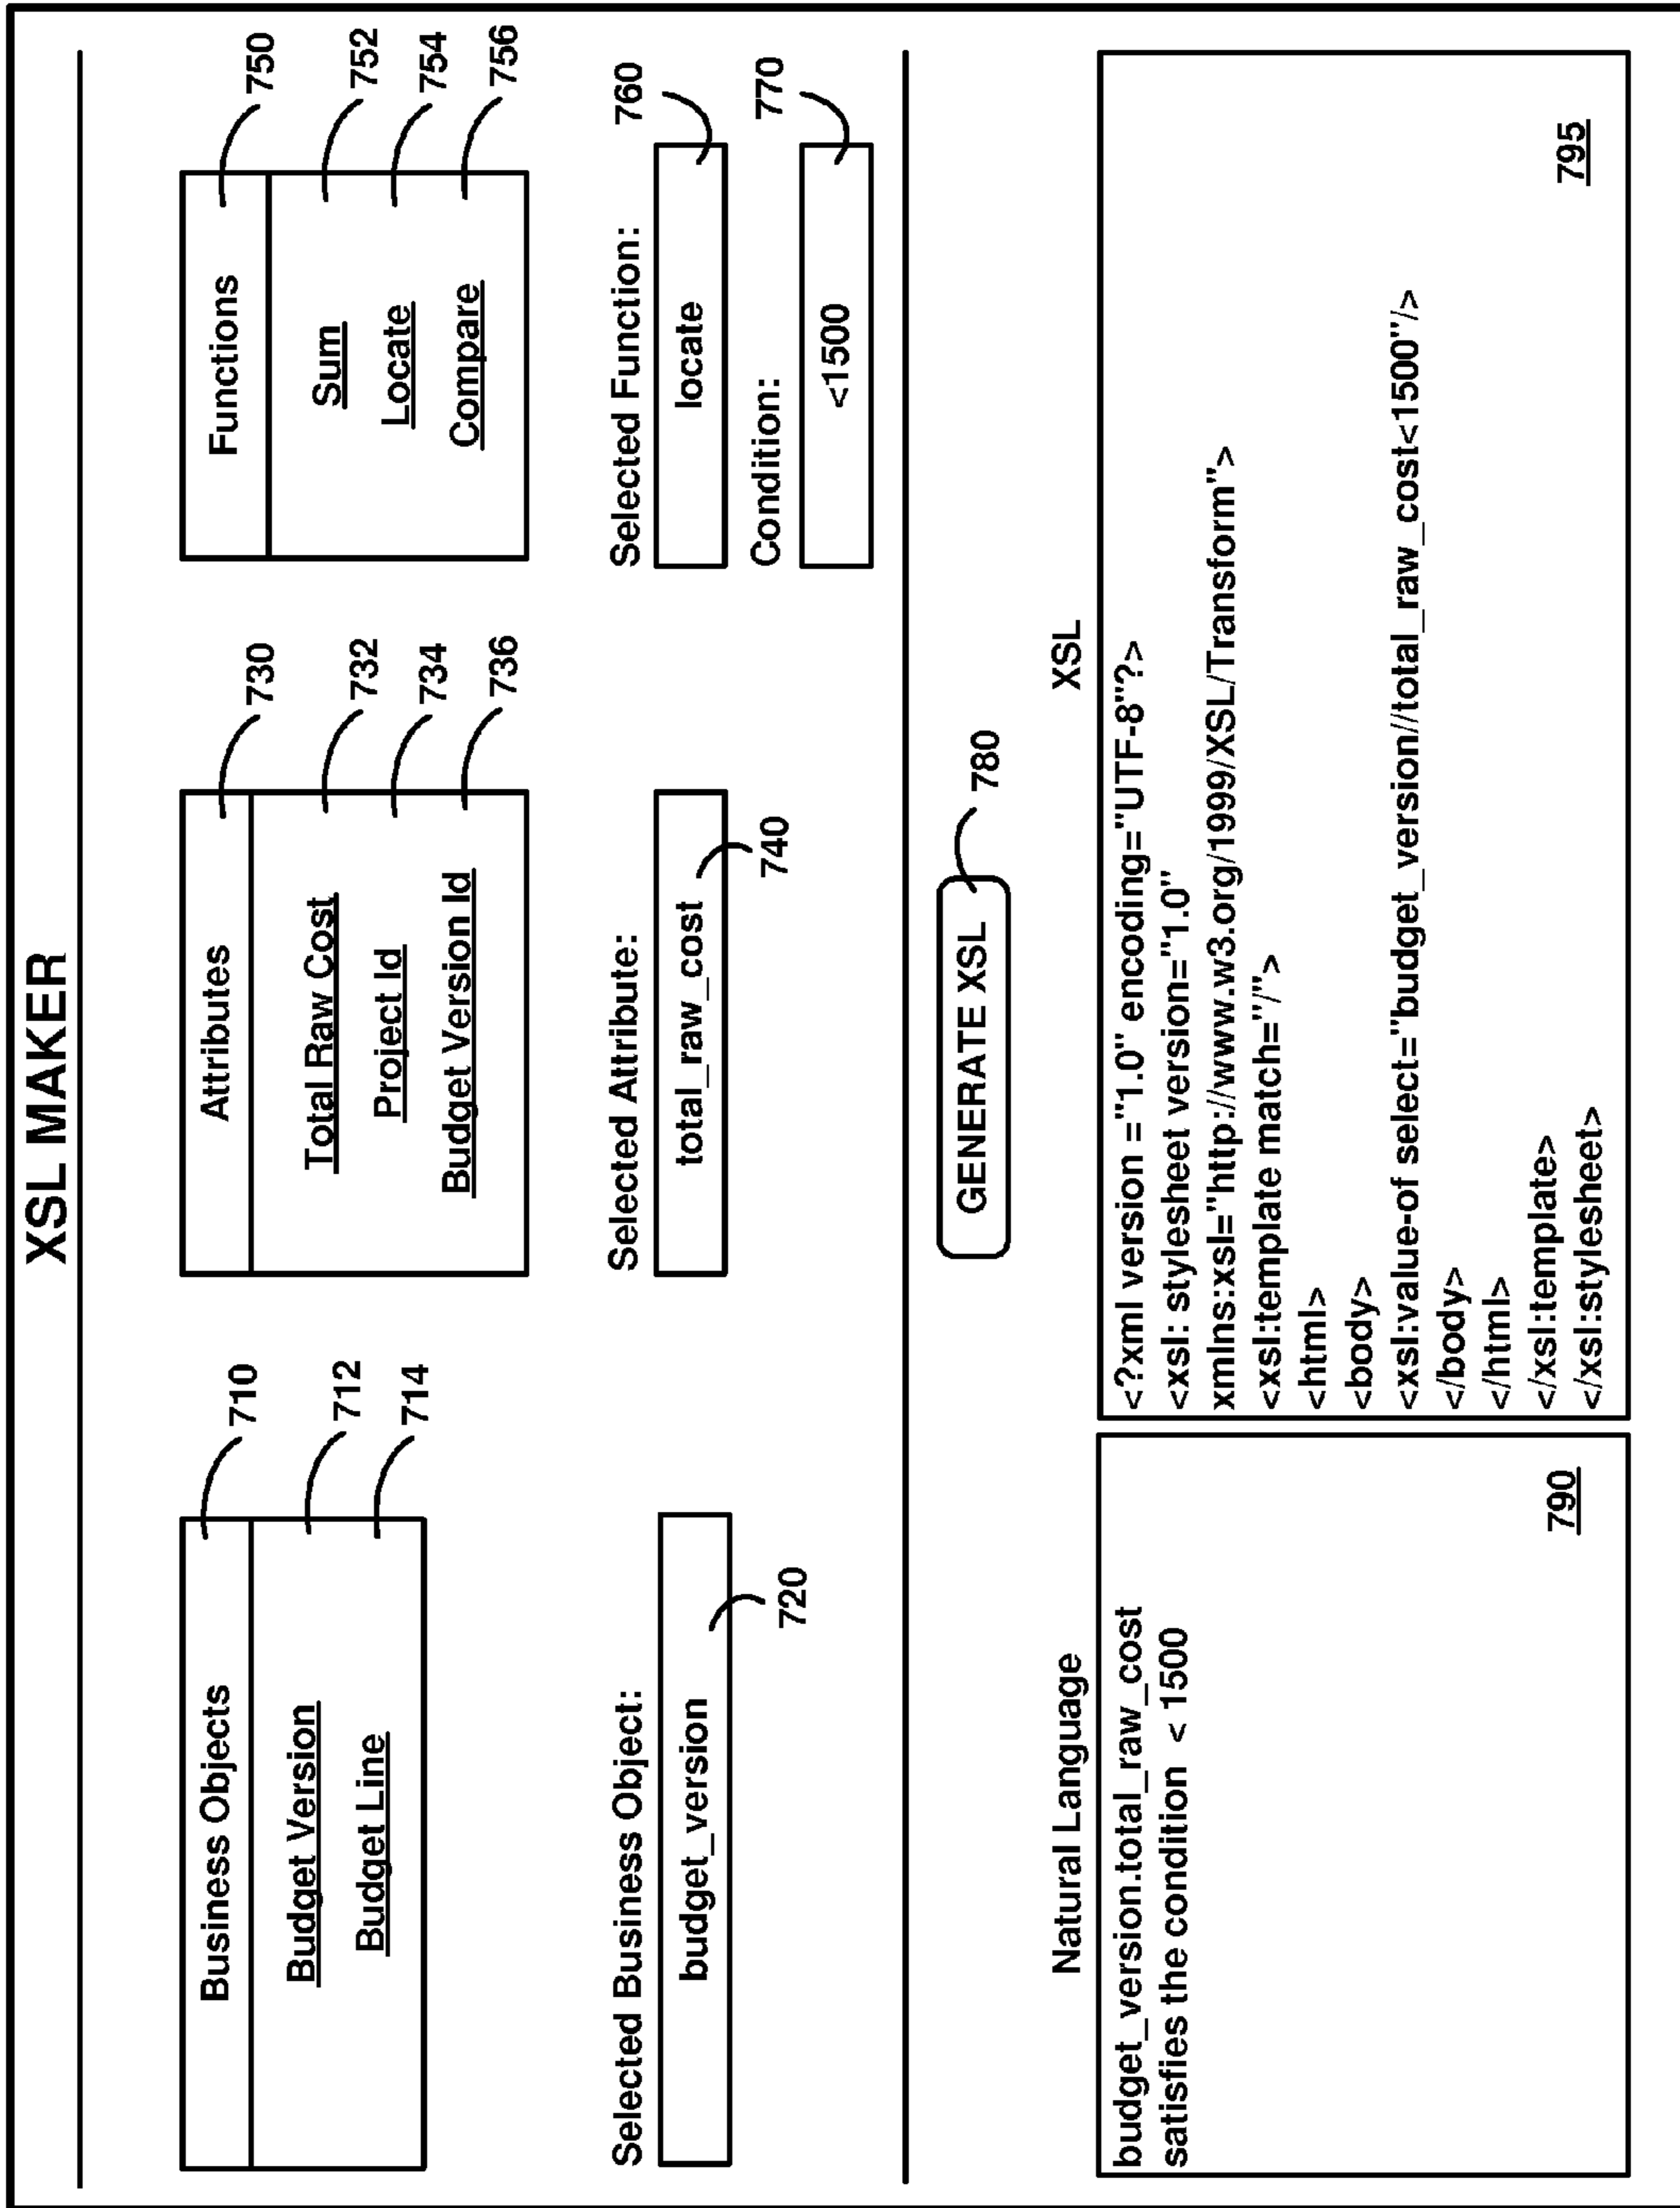 XSL MAKER
Business Objects
710
Budget Version
712
Budget Line
714
Attributes
730
Total Raw Cost
732
Project Id
734
Budget Version Id
736
Functions
750
Sum
752
Locate
754
Compare
756
Selected Business Object:
budget_version
720
Selected Attribute:
total_raw_cost
740
Selected Function:
locate
760
Condition:
<1500
770
GENERATE XSL
780
Natural Language
budget_version.total_raw_cost
satisfies the condition < 1500
790
XSL
<?xml version ="1.0" encoding="UTF-8"?>
<xsl: stylesheet version="1.0"
xmlns:xsl="http://www.w3.org/1999/XSL/Transform">
<xsl:template match="/">
<html>
<body>
<xsl:value-of select="budget_version//total_raw_cost<1500"/>
</body>
</html>
</xsl:template>
</xsl:stylesheet>
795